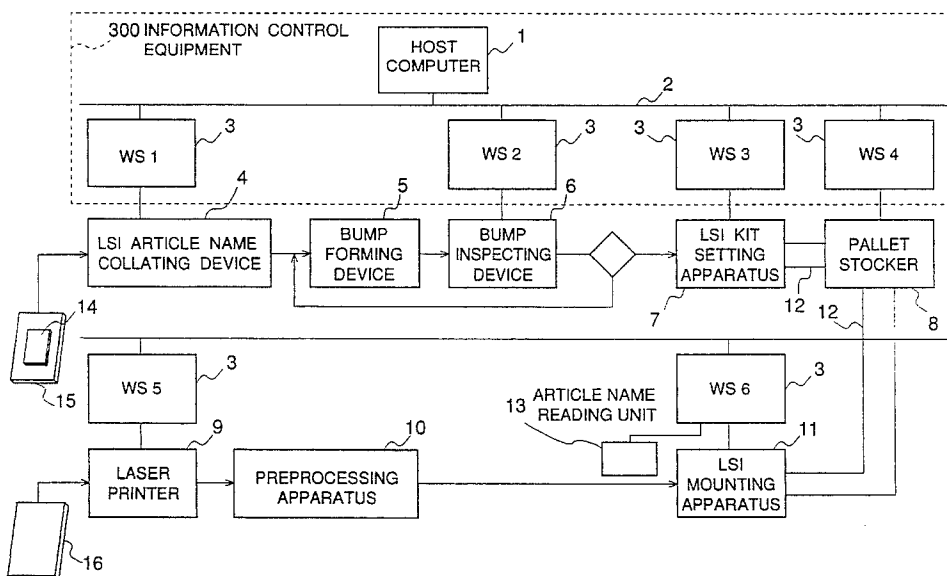 300 INFORMATION CONTROL
EQUIPMENT
1
HOST
COMPUTER
2
3
3
3
3
WS 1
WS 2
WS 3
WS 4
4
5
6
LSI ARTICLE NAME
COLLATING DEVICE
BUMP
FORMING
DEVICE
BUMP
INSPECTING
DEVICE
LSI KIT
SETTING
APPARATUS
PALLET
STOCKER
12
7
12
8
14
15
3
3
WS 5
WS 6
ARTICLE NAME
READING UNIT
13
9
10
11
LASER
PRINTER
PREPROCESSING
APPARATUS
LSI
MOUNTING
APPARATUS
16